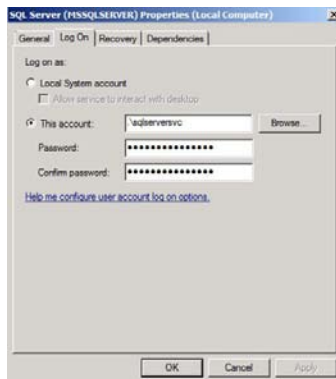 SQL Server (MSSQLSERVER) Properties (Local Computer)
General Log On Recovery Dependencies
Log on as:
Local System account
Allow service to interact with desktop
This account: .\sqlserversvc Browse...
Password: •••••••••••••••
Confirm password: •••••••••••••••
Help me configure user account log on options.
OK Cancel Apply